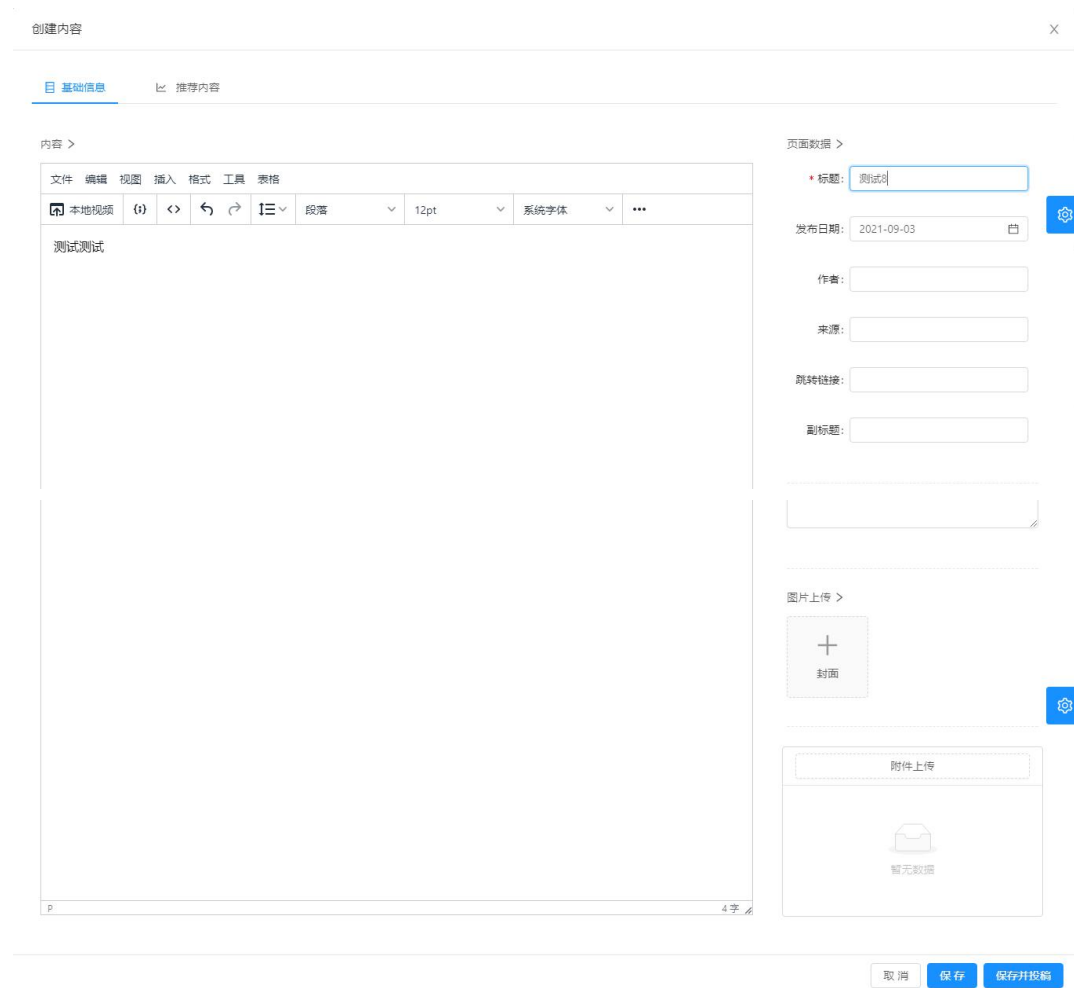 创建内容
基础信息 推荐内容
内容
文件 编辑 视图 插入 格式 工具 表格
本地视频 段落 12pt 系统字体
测试测试
P 4字
页面数据
* 标题: 测试8
发布日期: 2021-09-03
作者:
来源:
跳转链接:
副标题:
图片上传
封面
附件上传
暂无数据
取消 保存 保存并投稿